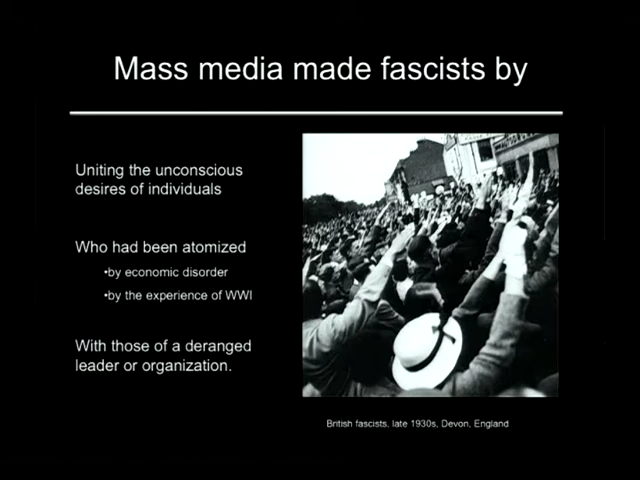 Mass media made fascists by
Uniting the unconscious
desires of individuals
Who had been atomized
•by economic disorder
•by the experience of WWI
With those of a deranged
leader or organization.
British fascists, late 1930s, Devon, England